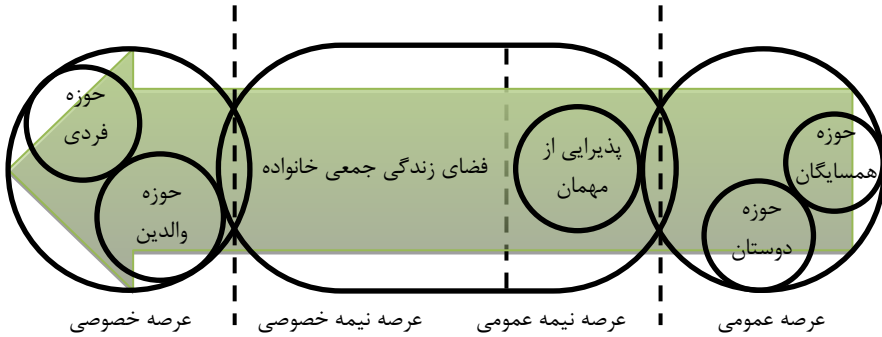 حوزه
همسایگان
حوزه
دوستان
پذیرایی از
مهمان
فضای زندگی جمعی خانواده
حوزه
فردی
حوزه
والدین
عرصه عمومی
عرصه نیمه عمومی
عرصه نیمه خصوصی
عرصه خصوصی